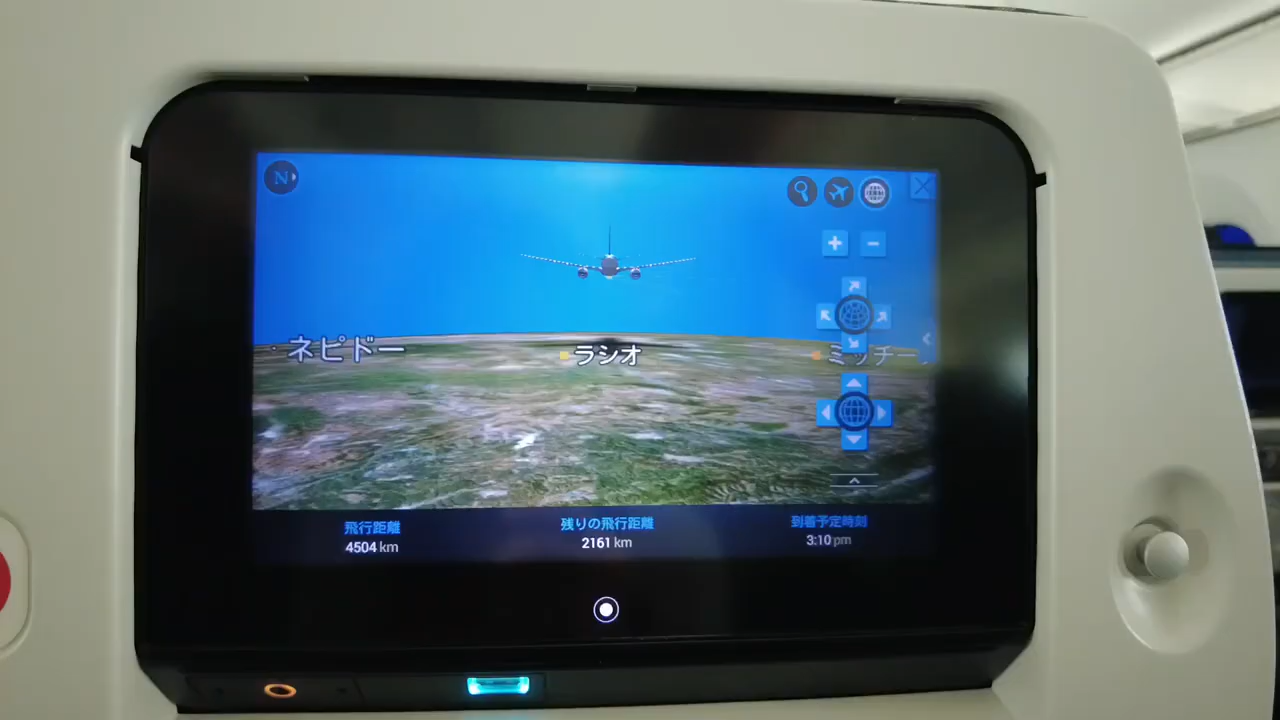 N
ネピドー
ラシオ
ミッチー
飛行距離
4504 km
残りの飛行距離
2161 km
到着予定時刻
3:10 pm